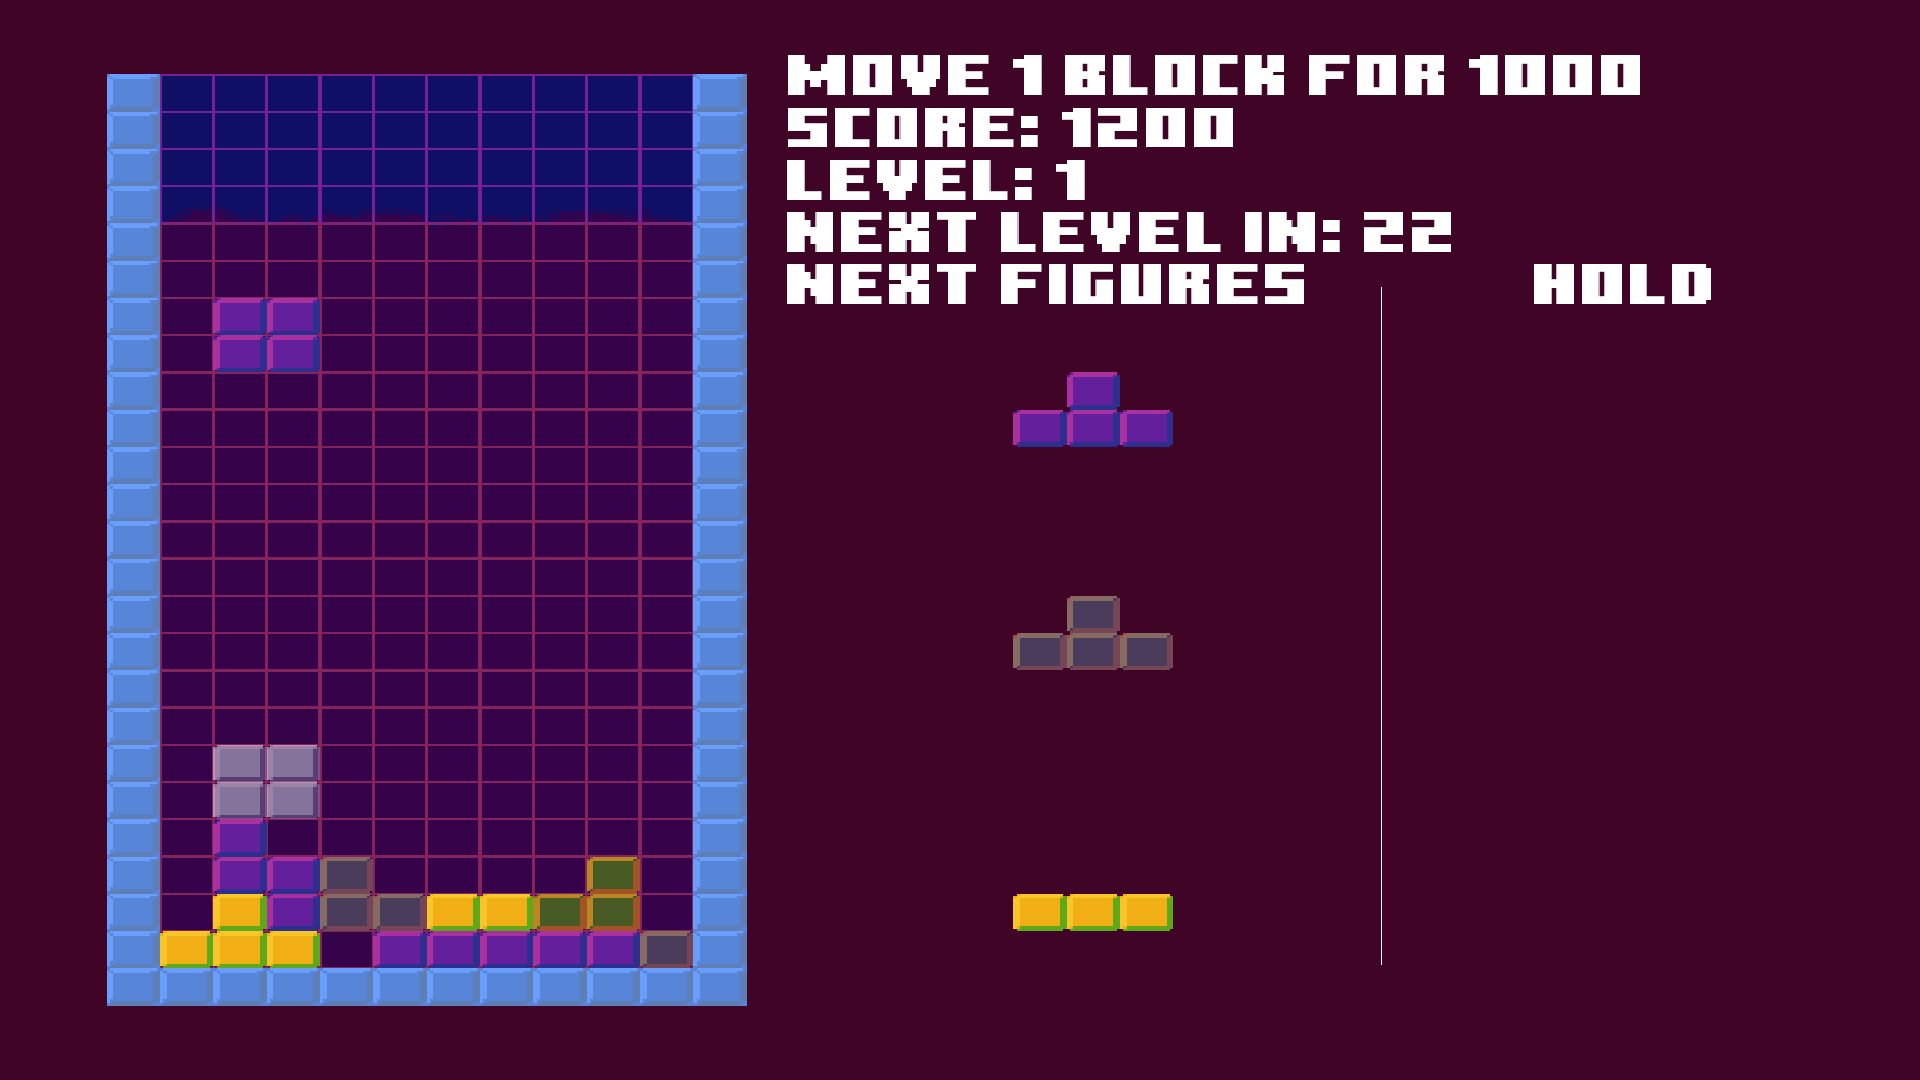 MOVE 1 BLOCK FOR 1000
SCORE: 1200
LEVEL: 1
NEXT LEVEL IN: 22
NEXT FIGURES
HOLD